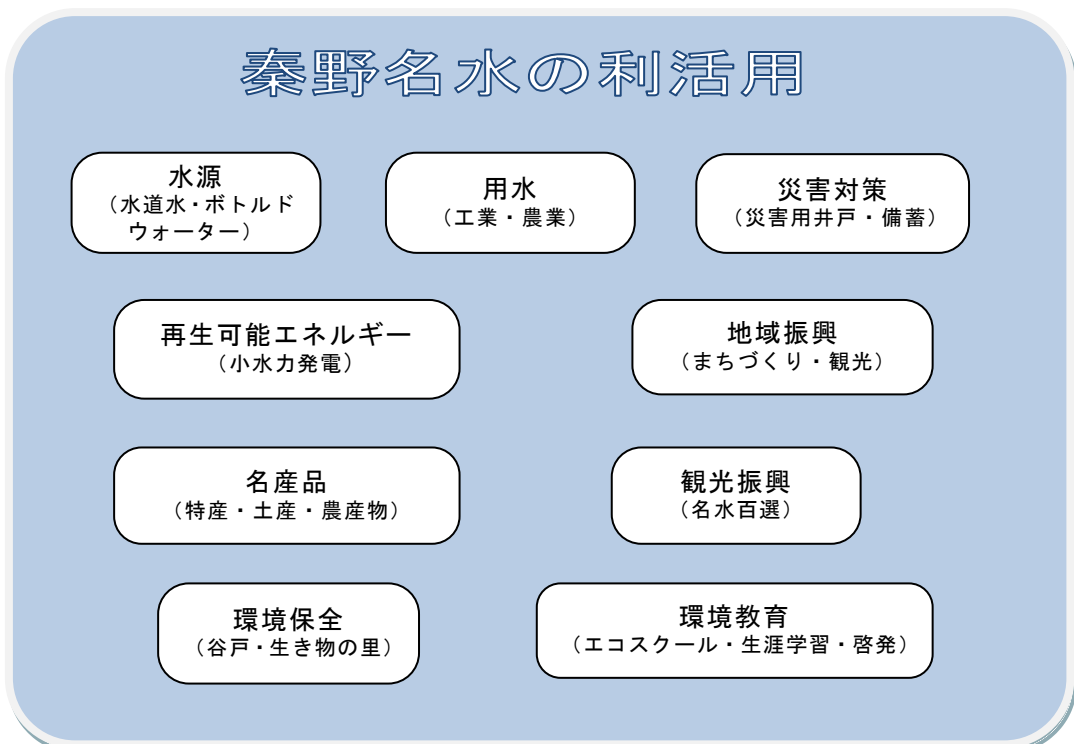 秦野名水の利活用
水源
（水道水・ボトルド
ウォーター）
用水
（工業・農業）
災害対策
（災害用井戸・備蓄）
再生可能エネルギー
（小水力発電）
地域振興
（まちづくり・観光）
名産品
（特産・土産・農産物）
観光振興
（名水百選）
環境保全
（谷戸・生き物の里）
環境教育
（エコスクール・生涯学習・啓発）